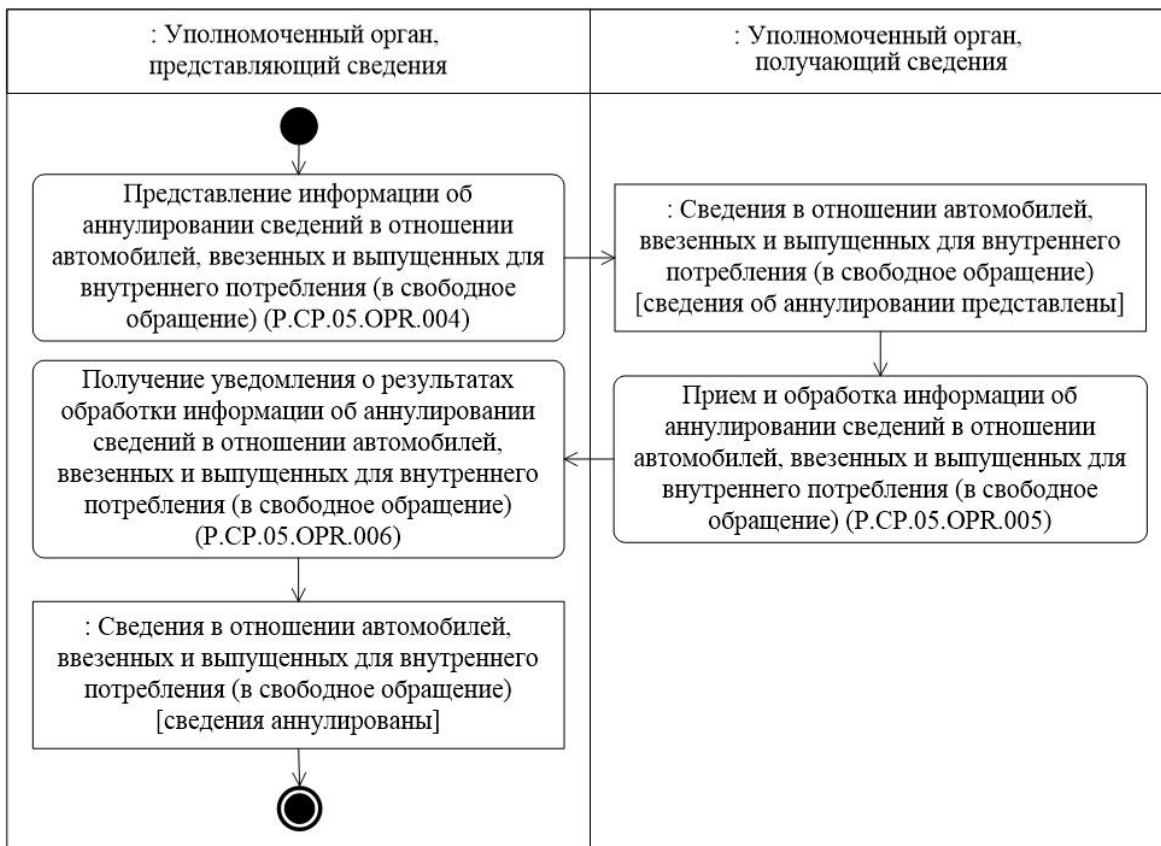 : Уполномоченный орган,
представляющий сведения
: Уполномоченный орган,
получающий сведения
Представление информации об
аннулировании сведений в отношении
автомобилей, ввезенных и выпущенных для
внутреннего потребления (в свободное
обращение) (P.CP.05.OPR.004)
: Сведения в отношении автомобилей,
ввезенных и выпущенных для внутреннего
потребления (в свободное обращение)
[сведения об аннулировании представлены]
Прием и обработка информации об
аннулировании сведений в отношении
автомобилей, ввезенных и выпущенных для
внутреннего потребления (в свободное
обращение) (P.CP.05.OPR.005)
Получение уведомления о результатах
обработки информации об аннулировании
сведений в отношении автомобилей,
ввезенных и выпущенных для внутреннего
потребления (в свободное обращение)
(P.CP.05.OPR.006)
: Сведения в отношении автомобилей,
ввезенных и выпущенных для внутреннего
потребления (в свободное обращение)
[сведения аннулированы]